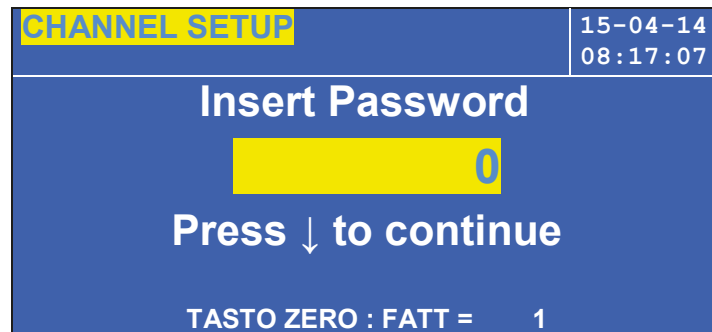 CHANNEL SETUP
15-04-14
08:17:07
Insert Password
0
Press ↓ to continue
TASTO ZERO : FATT = 1